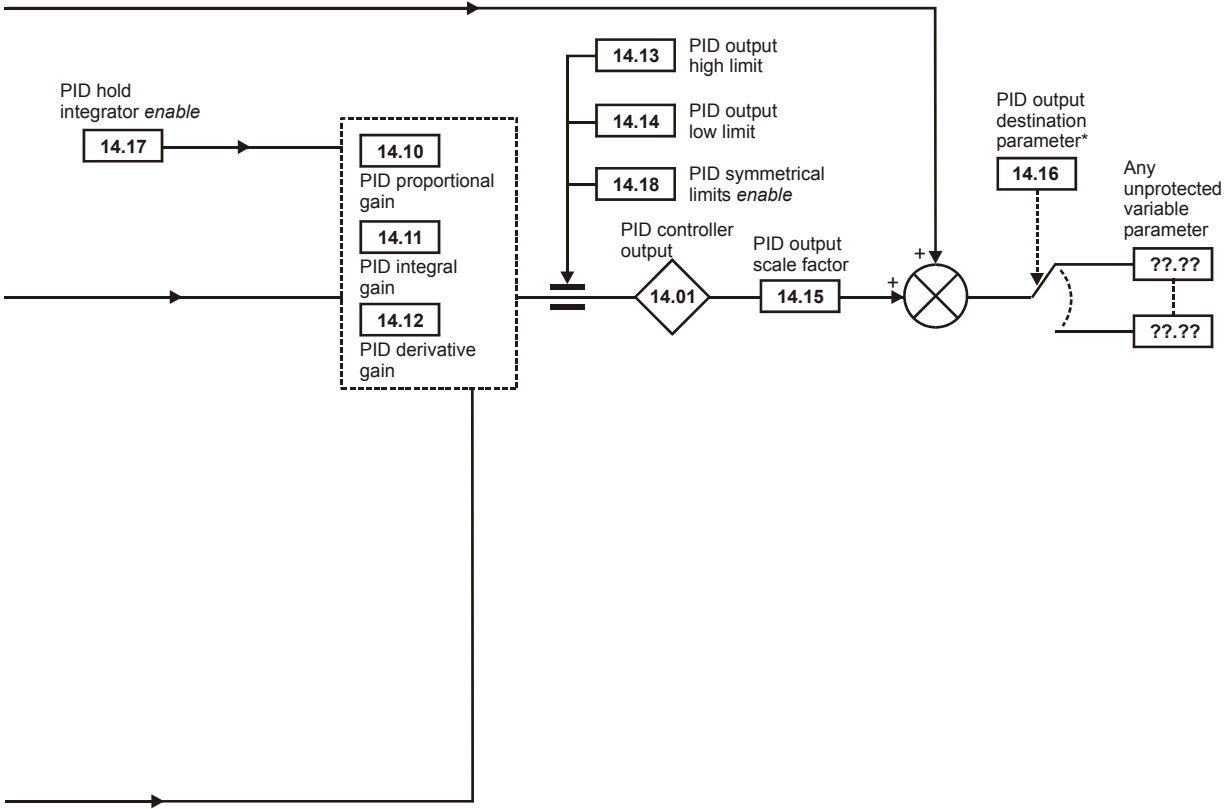 PID hold
integrator enable
14.17
14.10
PID proportional
gain
14.11
PID integral
gain
14.12
PID derivative
gain
14.13
PID output
high limit
14.14
PID output
low limit
14.18
PID symmetrical
limits enable
PID controller
output
14.01
PID output
scale factor
14.15
+
+
PID output
destination
parameter*
14.16
Any
unprotected
variable
parameter
??.??
??.??